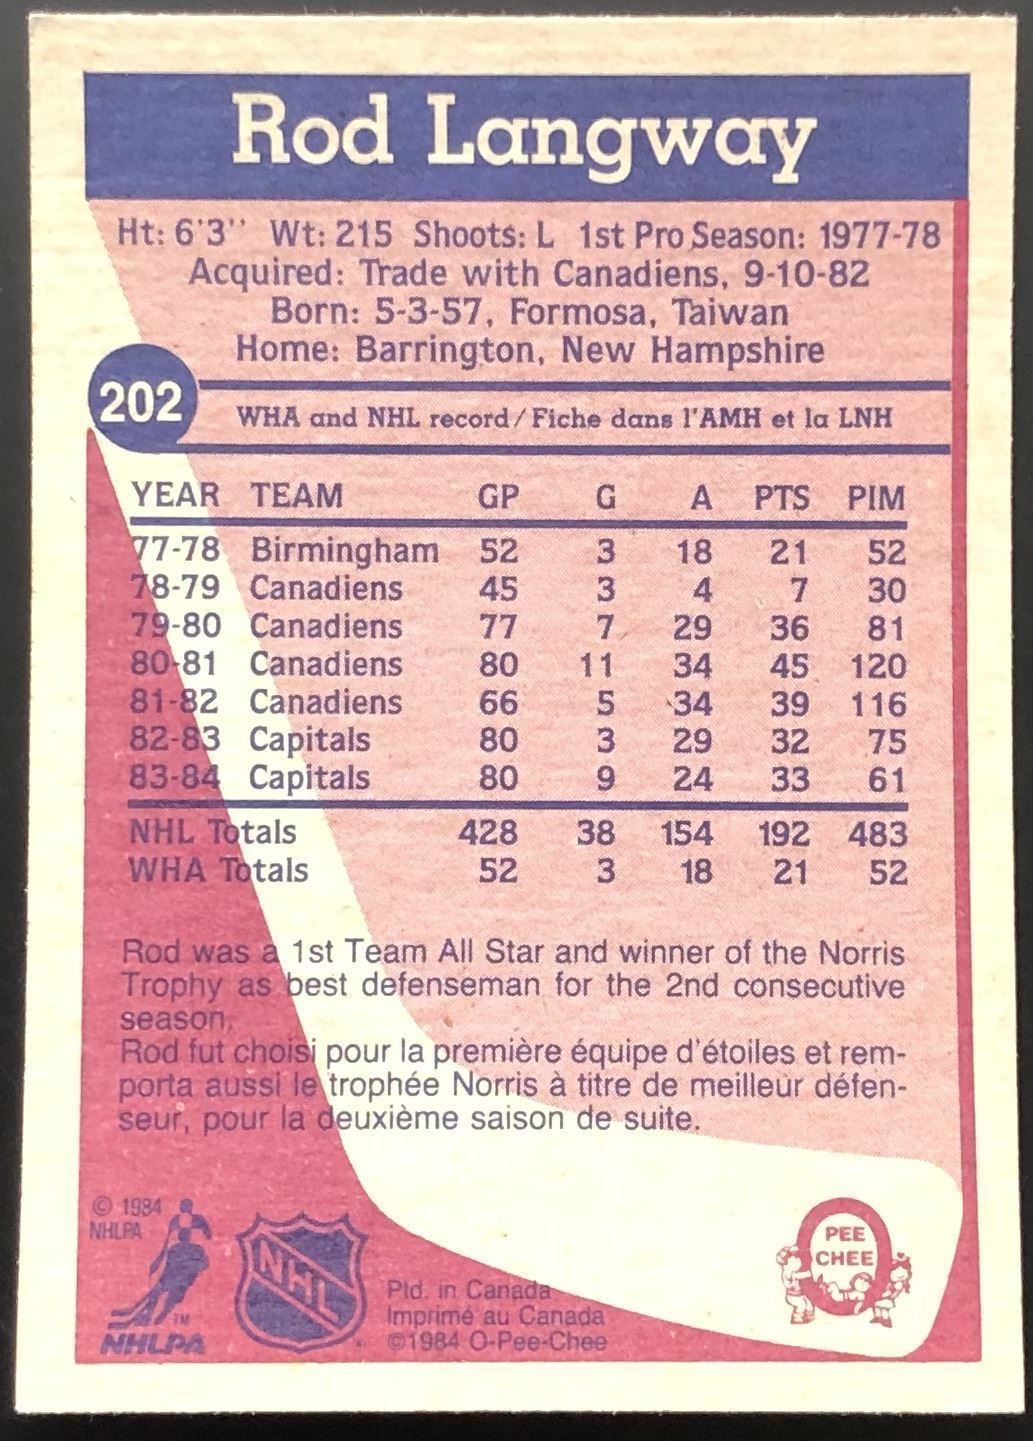 Rod Langway
Ht: 6'3'' Wt: 215 Shoots: L 1st Pro Season: 1977-78
Acquired: Trade with Canadiens, 9-10-82
Born: 5-3-57, Formosa, Taiwan
Home: Barrington, New Hampshire
202
WHA and NHL record/Fiche dans l'AMH et la LNH
YEAR TEAM GP G A PTS PIM
77-78 Birmingham 52 3 18 21 52
78-79 Canadiens 45 3 4 7 30
79-80 Canadiens 77 7 29 36 81
80-81 Canadiens 80 11 34 45 120
81-82 Canadiens 66 5 34 39 116
82-83 Capitals 80 3 29 32 75
83-84 Capitals 80 9 24 33 61
NHL Totals 428 38 154 192 483
WHA Totals 52 3 18 21 52
Rod was a 1st Team All Star and winner of the Norris
Trophy as best defenseman for the 2nd consecutive
season.
Rod fut choisi pour la première équipe d'étoiles et rem-
porta aussi le trophée Norris à titre de meilleur défen-
seur, pour la deuxième saison de suite.
© 1984
NHLPA
TM
NHLPA
NHL
Ptd. in Canada
Imprimé au Canada
©1984 O-Pee-Chee
PEE
CHEE